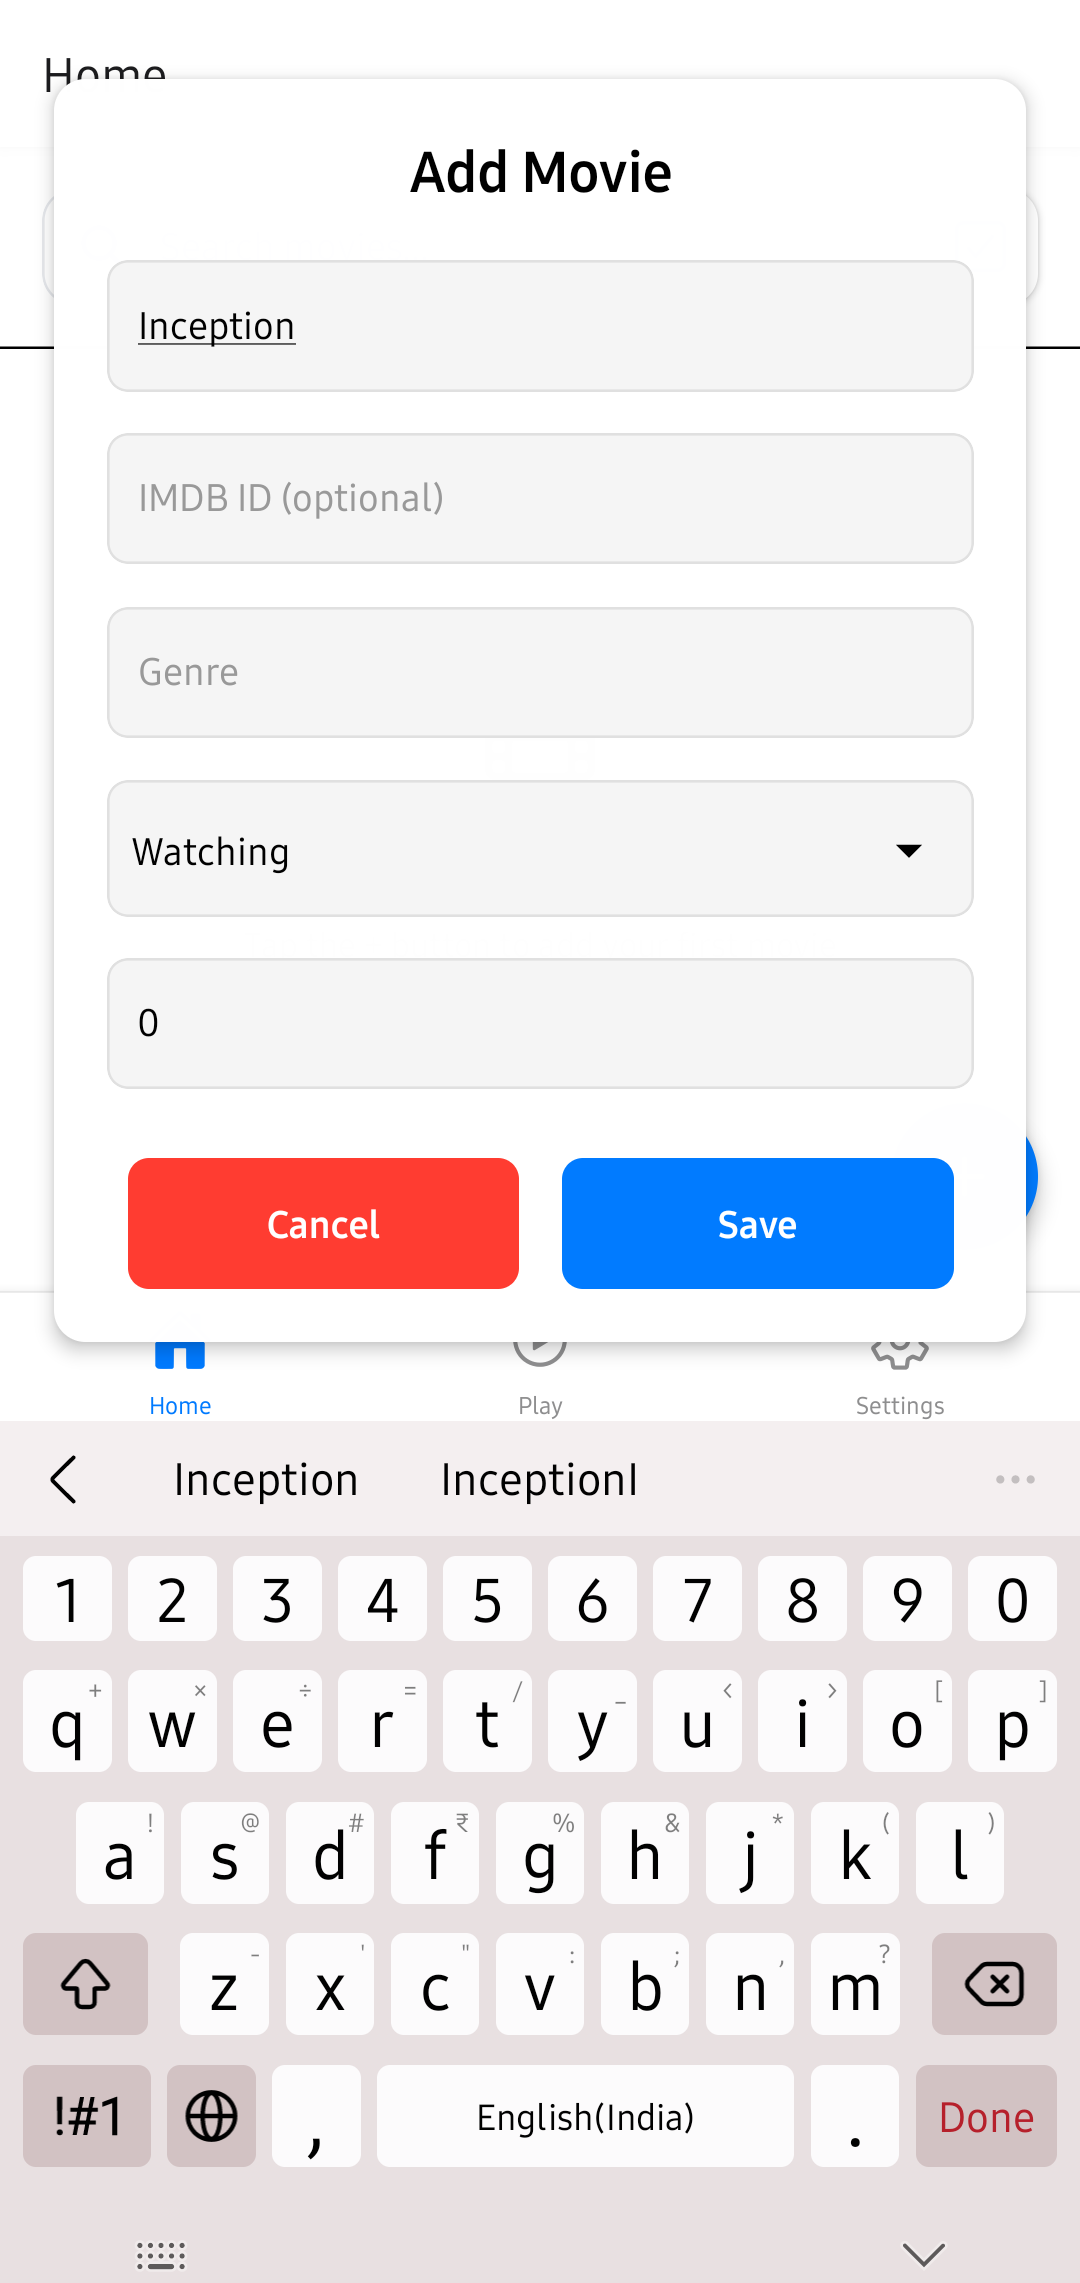 Home
Add Movie
Inception
IMDB ID (optional)
Genre
Watching
0
Cancel
Save
Home
Play
Settings
Inception
InceptionI
1 2 3 4 5 6 7 8 9 0
+ × ÷ = / _ < > [ ]
q w e r t y u i o p
! @ # ₹ % & * ( )
a s d f g h j k l
- ' " : ; , ?
z x c v b n m
!#1 , English(India) . Done